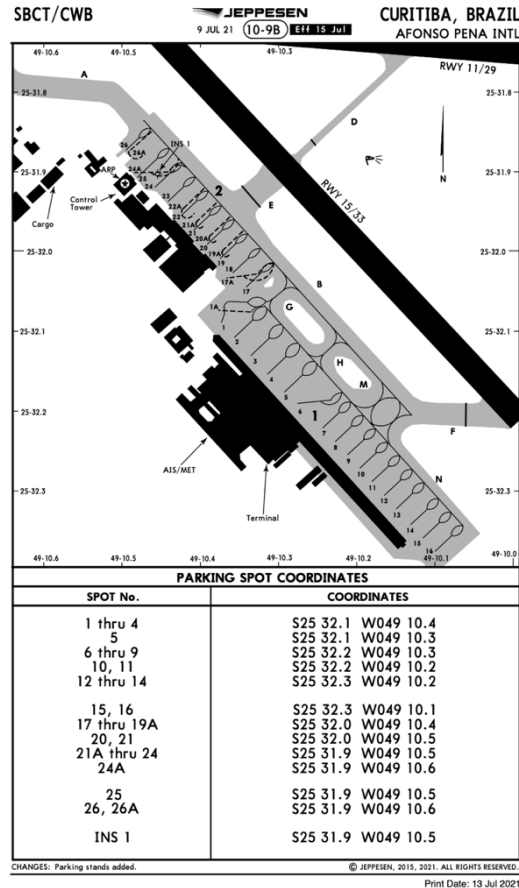 SBCT/CWB
JEPPESEN
CURITIBA, BRAZIL
9 JUL 21 10-9B Eff 15 Jul
AFONSO PENA INTL
49-10.6 49-10.5 49-10.3
RWY 11/29
A
25-31.8 25-31.8
D
INS 1
26
26A
ARP
24A
25
24
25-31.9 25-31.9
N
23
2
Control
Tower
Cargo
22A
22
21A
21
20A
20
19A
19
E
RWY 15/33
25-32.0 25-32.0
18
17A
17
B
1A
G
1
2
25-32.1 25-32.1
3
H
4
M
5
6
1
7
25-32.2 25-32.2
8
F
9
10
AIS/MET
11
N
12
25-32.3 25-32.3
13
Terminal
14
15
16
49-10.6 49-10.5 49-10.4 49-10.3 49-10.2 49-10.1 49-10.0
PARKING SPOT COORDINATES
SPOT No. COORDINATES
1 thru 4 S25 32.1 W049 10.4
5 S25 32.1 W049 10.3
6 thru 9 S25 32.2 W049 10.3
10, 11 S25 32.2 W049 10.2
12 thru 14 S25 32.3 W049 10.2
15, 16 S25 32.3 W049 10.1
17 thru 19A S25 32.0 W049 10.4
20, 21 S25 32.0 W049 10.5
21A thru 24 S25 31.9 W049 10.5
24A S25 31.9 W049 10.6
25 S25 31.9 W049 10.5
26, 26A S25 31.9 W049 10.6
INS 1 S25 31.9 W049 10.5
CHANGES: Parking stands added.
© JEPPESEN, 2015, 2021. ALL RIGHTS RESERVED.
Print Date: 13 Jul 2021